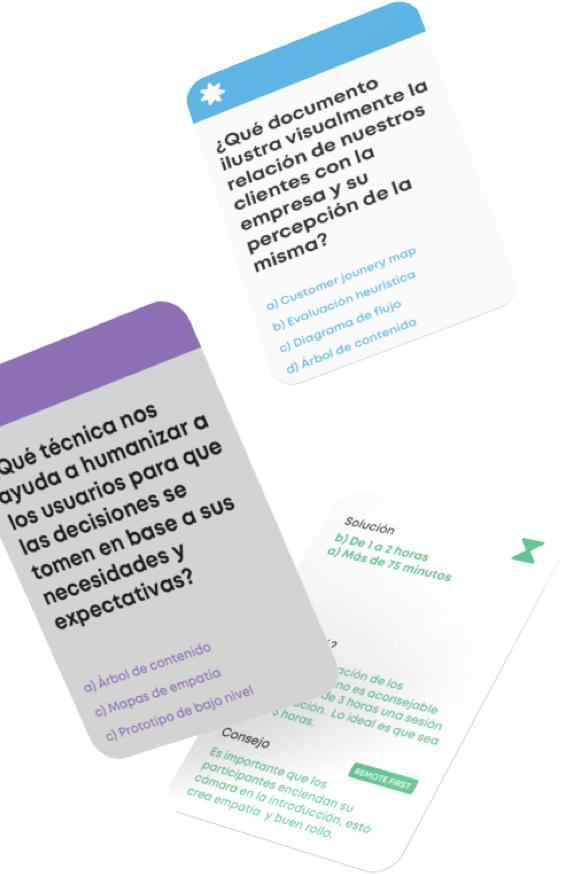 ¿Qué documento
ilustra visualmente la
relación de nuestros
clientes con la
empresa y su
percepción de la
misma?
a) Customer jounery map
b) Evaluación heurística
c) Diagrama de flujo
d) Árbol de contenido
Qué técnica nos
ayuda a humanizar a
los usuarios para que
las decisiones se
tomen en base a sus
necesidades y
expectativas?
a) Árbol de contenido
c) Mapas de empatía
c) Prototipo de bajo nivel
Solución
b) De 1 a 2 horas
a) Más de 75 minutos
?
ación de los
no es aconsejable
de 3 horas una sesión
ución. Lo ideal es que sea
3 horas.
Consejo
REMOTE FIRST
Es importante que los
participantes enciendan su
cámara en la introducción, esto
crea empatía y buen rollo.